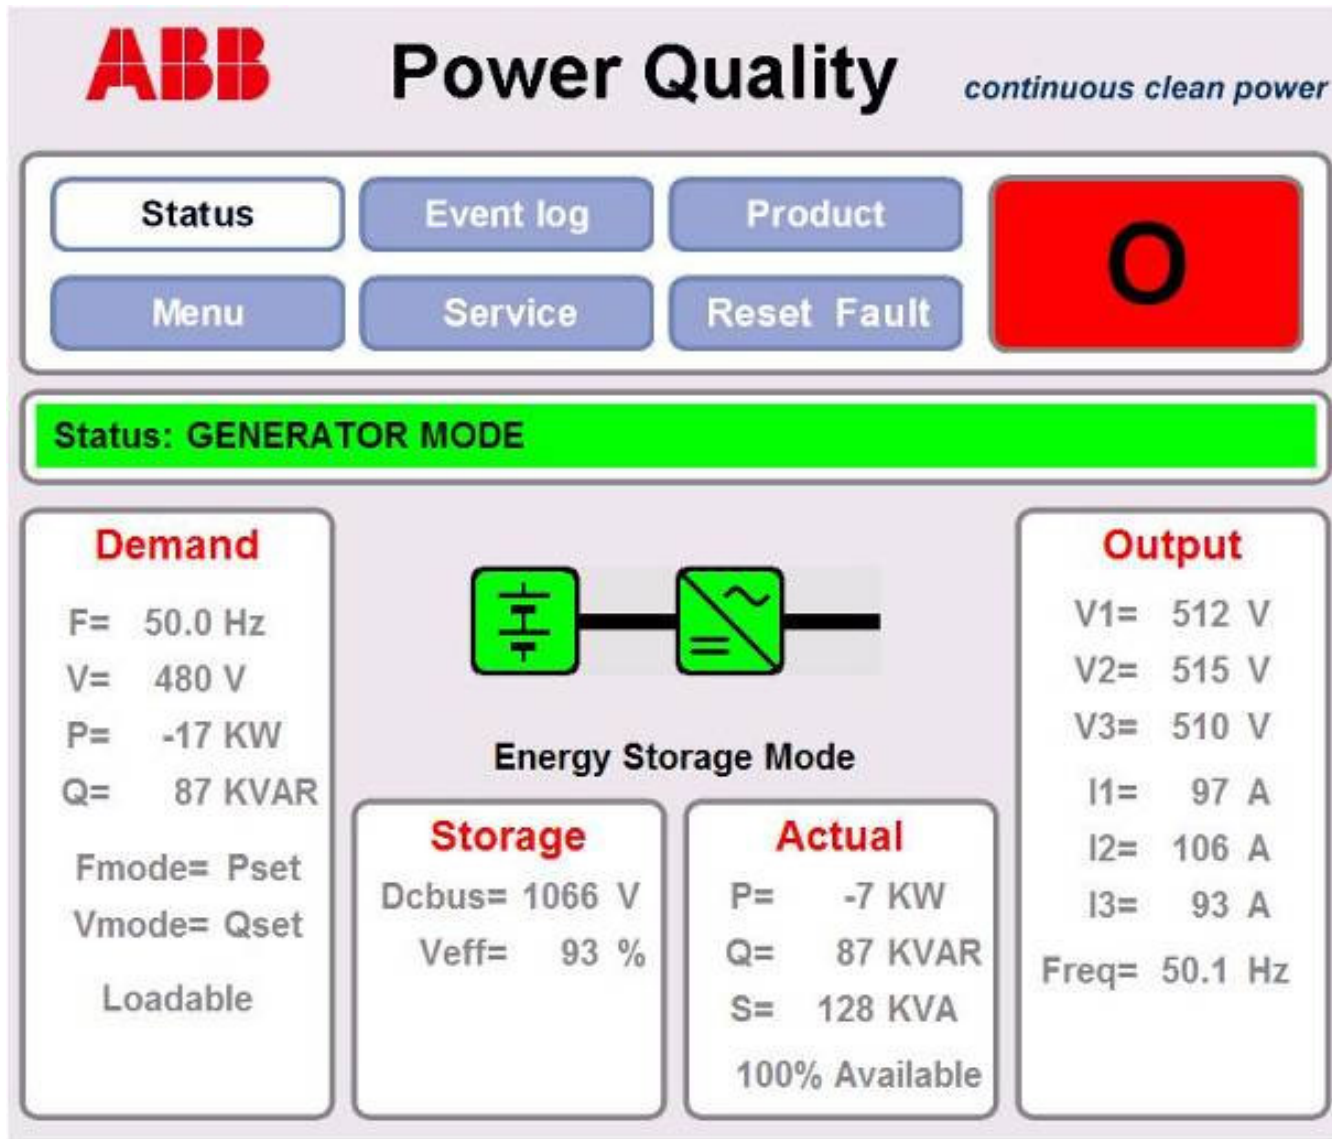 ABB
Power Quality
continuous clean power
Status
Event log
Product
O
Menu
Service
Reset Fault
Status: GENERATOR MODE
Demand
F= 50.0 Hz
V= 480 V
P= -17 KW
Q= 87 KVAR
Fmode= Pset
Vmode= Qset
Loadable
Energy Storage Mode
Storage
Dcbus= 1066 V
Veff= 93 %
Actual
P= -7 KW
Q= 87 KVAR
S= 128 KVA
100% Available
Output
V1= 512 V
V2= 515 V
V3= 510 V
I1= 97 A
I2= 106 A
I3= 93 A
Freq= 50.1 Hz